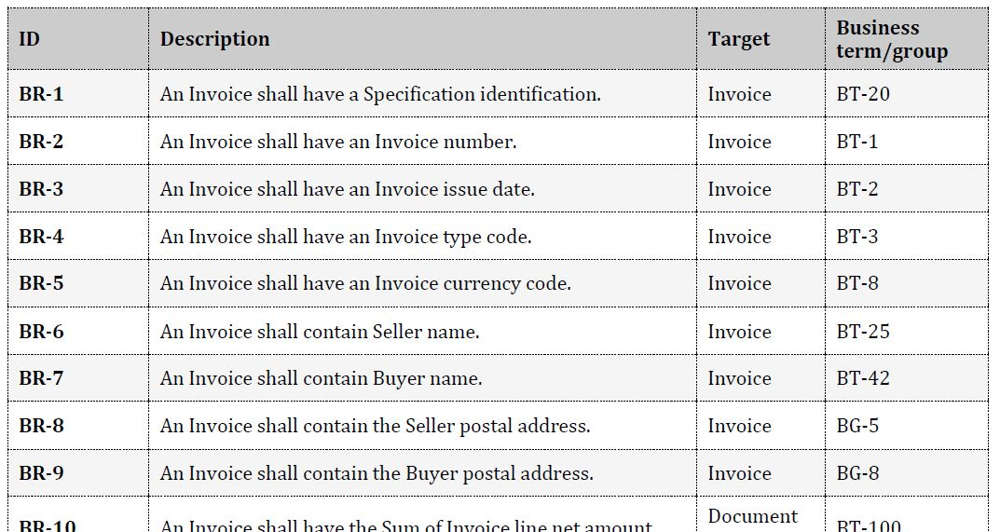 ID Description Target Business term/group
BR-1 An Invoice shall have a Specification identification. Invoice BT-20
BR-2 An Invoice shall have an Invoice number. Invoice BT-1
BR-3 An Invoice shall have an Invoice issue date. Invoice BT-2
BR-4 An Invoice shall have an Invoice type code. Invoice BT-3
BR-5 An Invoice shall have an Invoice currency code. Invoice BT-8
BR-6 An Invoice shall contain Seller name. Invoice BT-25
BR-7 An Invoice shall contain Buyer name. Invoice BT-42
BR-8 An Invoice shall contain the Seller postal address. Invoice BG-5
BR-9 An Invoice shall contain the Buyer postal address. Invoice BG-8
BR-10 An Invoice shall have the Sum of Invoice line net amount Document BT-100